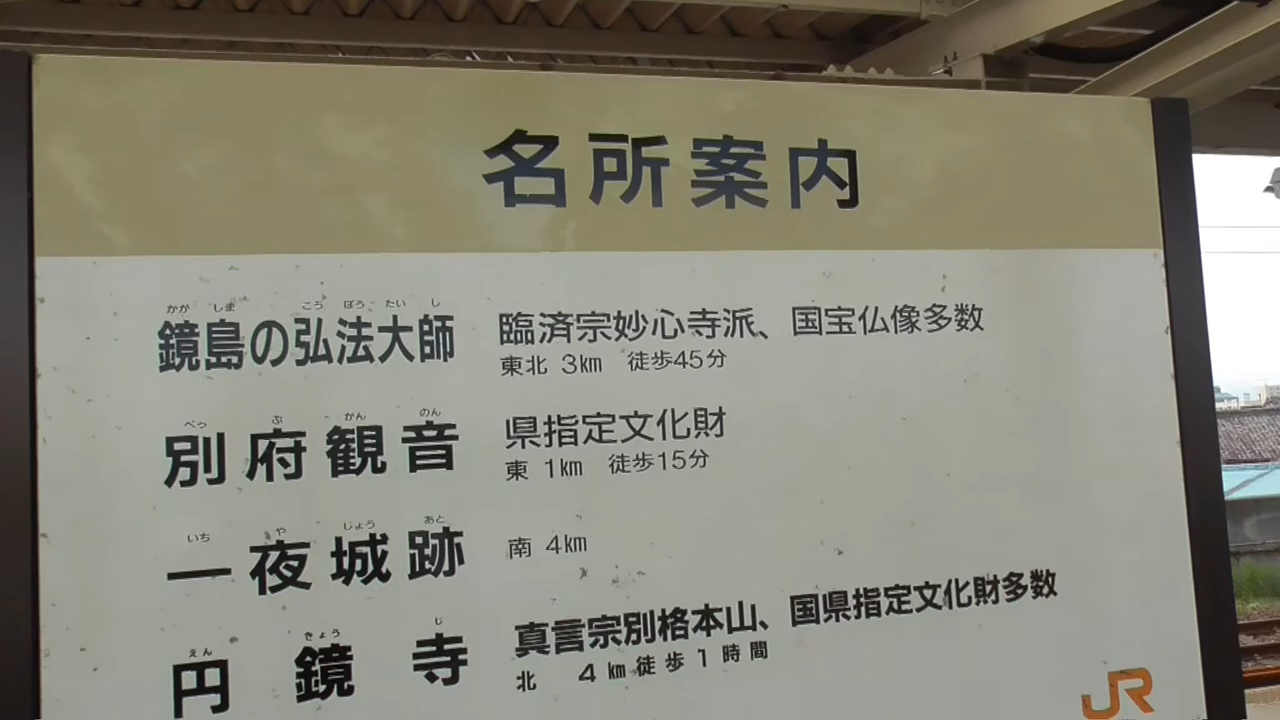 名所案内
かが しま こう ぼう たい し
鏡島の弘法大師 臨済宗妙心寺派、国宝仏像多数
東北 3km 徒歩45分
べっ ぷ かん のん
別府観音 県指定文化財
東 1km 徒歩15分
いち や じょう あと
一夜城跡 南 4km
えん きょう じ
円鏡寺 真言宗別格本山、国県指定文化財多数
北 4km徒歩1時間
JR